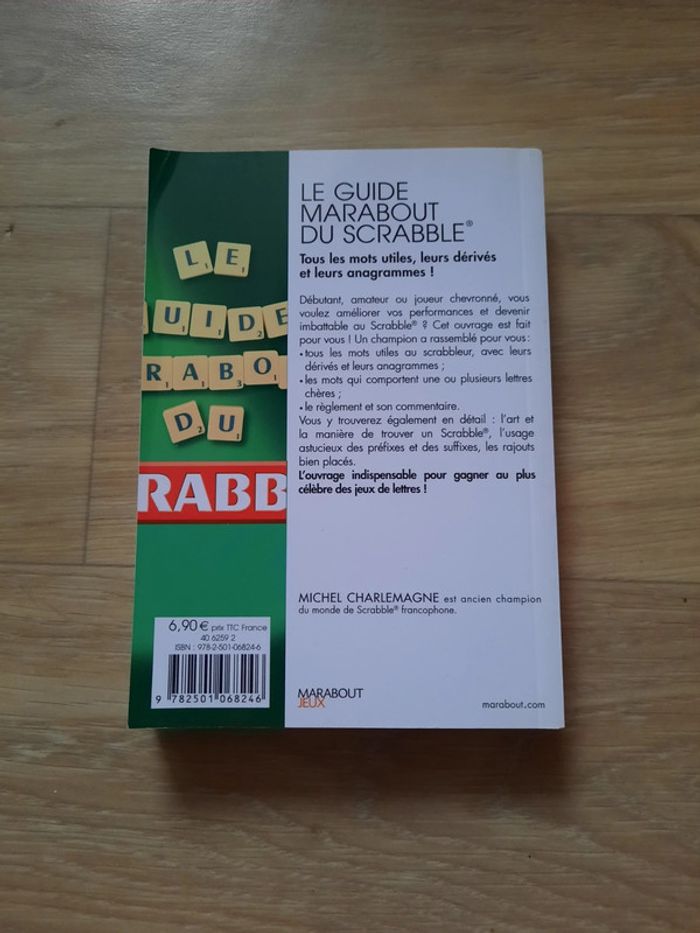 LE GUIDE
MARABOUT
DU SCRABBLE®
Tous les mots utiles, leurs dérivés
et leurs anagrammes !
Débutant, amateur ou joueur chevronné, vous
voulez améliorer vos performances et devenir
imbattable au Scrabble® ? Cet ouvrage est fait
pour vous ! Un champion a rassemblé pour vous :
• tous les mots utiles au scrabbleur, avec leurs
dérivés et leurs anagrammes ;
• les mots qui comportent une ou plusieurs lettres
chères ;
• le règlement et son commentaire.
Vous y trouverez également en détail : l'art et
la manière de trouver un Scrabble®, l'usage
astucieux des préfixes et des suffixes, les rajouts
bien placés.
L'ouvrage indispensable pour gagner au plus
célèbre des jeux de lettres !
MICHEL CHARLEMAGNE est ancien champion
du monde de Scrabble® francophone.
MARABOUT
JEUX
marabout.com
LE
UIDE
RABO
DU
RABB
6,90 € prix TTC France
40 6259 2
ISBN : 978-2-501-06824-6
9 782501 068246